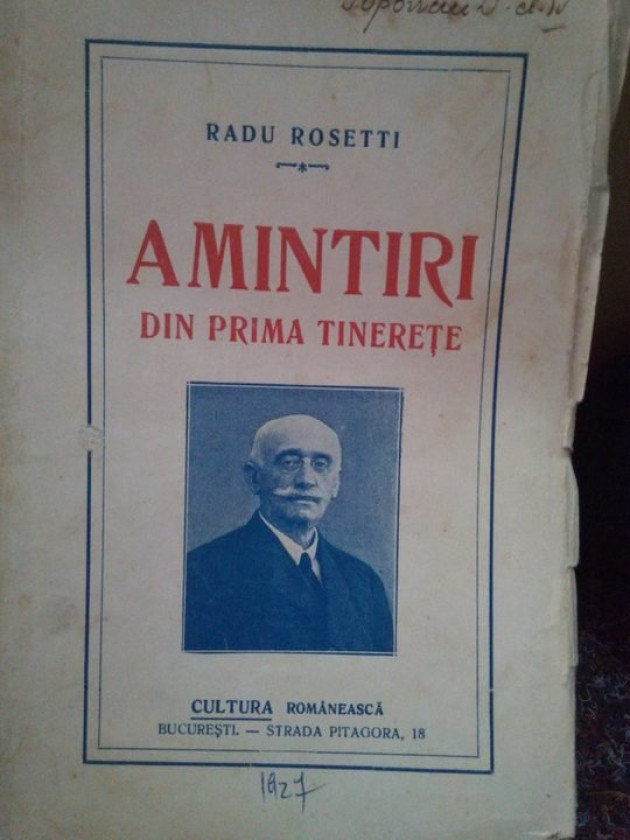 RADU ROSETTI
AMINTIRI
DIN PRIMA TINEREȚE
CULTURA ROMÂNEASCĂ
BUCUREȘTI. — STRADA PITAGORA, 18
1927